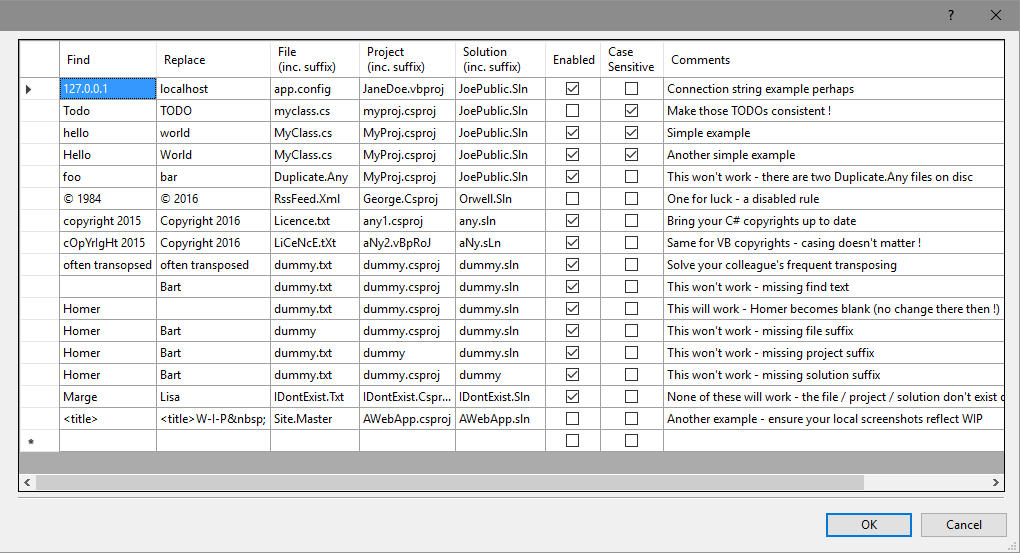 ?
Find Replace File (inc. suffix) Project (inc. suffix) Solution (inc. suffix) Enabled Case Sensitive Comments
127.0.0.1 localhost app.config JaneDoe.vbproj JoePublic.Sln Connection string example perhaps
Todo TODO myclass.cs myproj.csproj JoePublic.Sln Make those TODOs consistent !
hello world MyClass.cs MyProj.csproj JoePublic.Sln Simple example
Hello World MyClass.cs MyProj.csproj JoePublic.Sln Another simple example
foo bar Duplicate.Any MyProj.csproj JoePublic.Sln This won't work - there are two Duplicate.Any files on disc
© 1984 © 2016 RssFeed.Xml George.Csproj Orwell.Sln One for luck - a disabled rule
copyright 2015 Copyright 2016 Licence.txt any1.csproj any.sln Bring your C# copyrights up to date
cOpYrIgHt 2015 Copyright 2016 LiCeNcE.tXt aNy2.vBpRoJ aNy.sLn Same for VB copyrights - casing doesn't matter !
often transopsed often transposed dummy.txt dummy.csproj dummy.sln Solve your colleague's frequent transposing
Bart dummy.txt dummy.csproj dummy.sln This won't work - missing find text
Homer dummy.txt dummy.csproj dummy.sln This will work - Homer becomes blank (no change there then !)
Homer Bart dummy dummy.csproj dummy.sln This won't work - missing file suffix
Homer Bart dummy.txt dummy dummy.sln This won't work - missing project suffix
Homer Bart dummy.txt dummy.csproj dummy This won't work - missing solution suffix
Marge Lisa IDontExist.Txt IDontExist.Cspr... IDontExist.Sln None of these will work - the file / project / solution don't exist
<title> <title>W-I-P&nbsp; Site.Master AWebApp.csproj AWebApp.sln Another example - ensure your local screenshots reflect WIP
OK Cancel